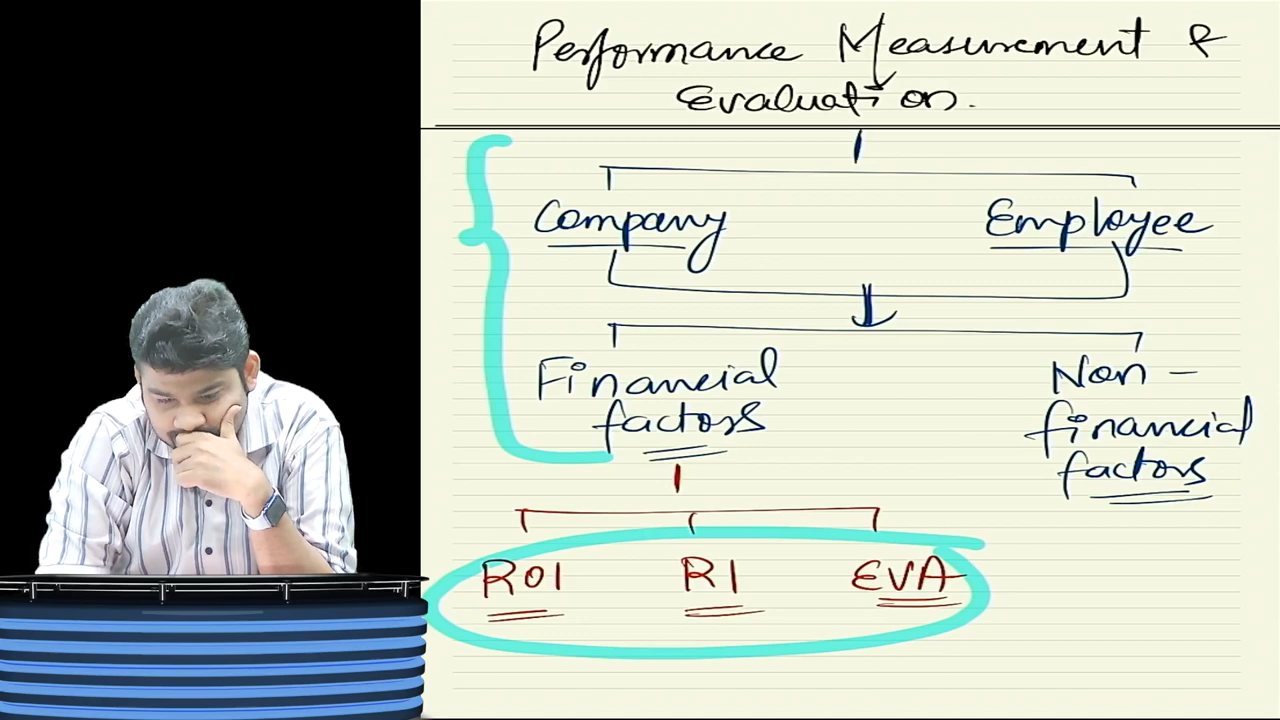 Performance Measurement &
Evaluation.
Company Employee
Financial Non-
factors financial
factors
ROI RI EVA